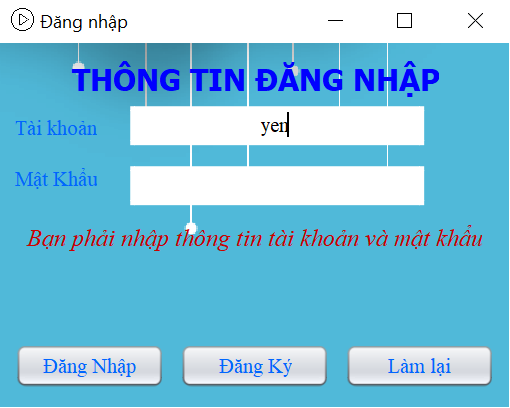 Đăng nhập
THÔNG TIN ĐĂNG NHẬP
Tài khoản yen
Mật Khẩu
Bạn phải nhập thông tin tài khoản và mật khẩu
Đăng Nhập Đăng Ký Làm lại